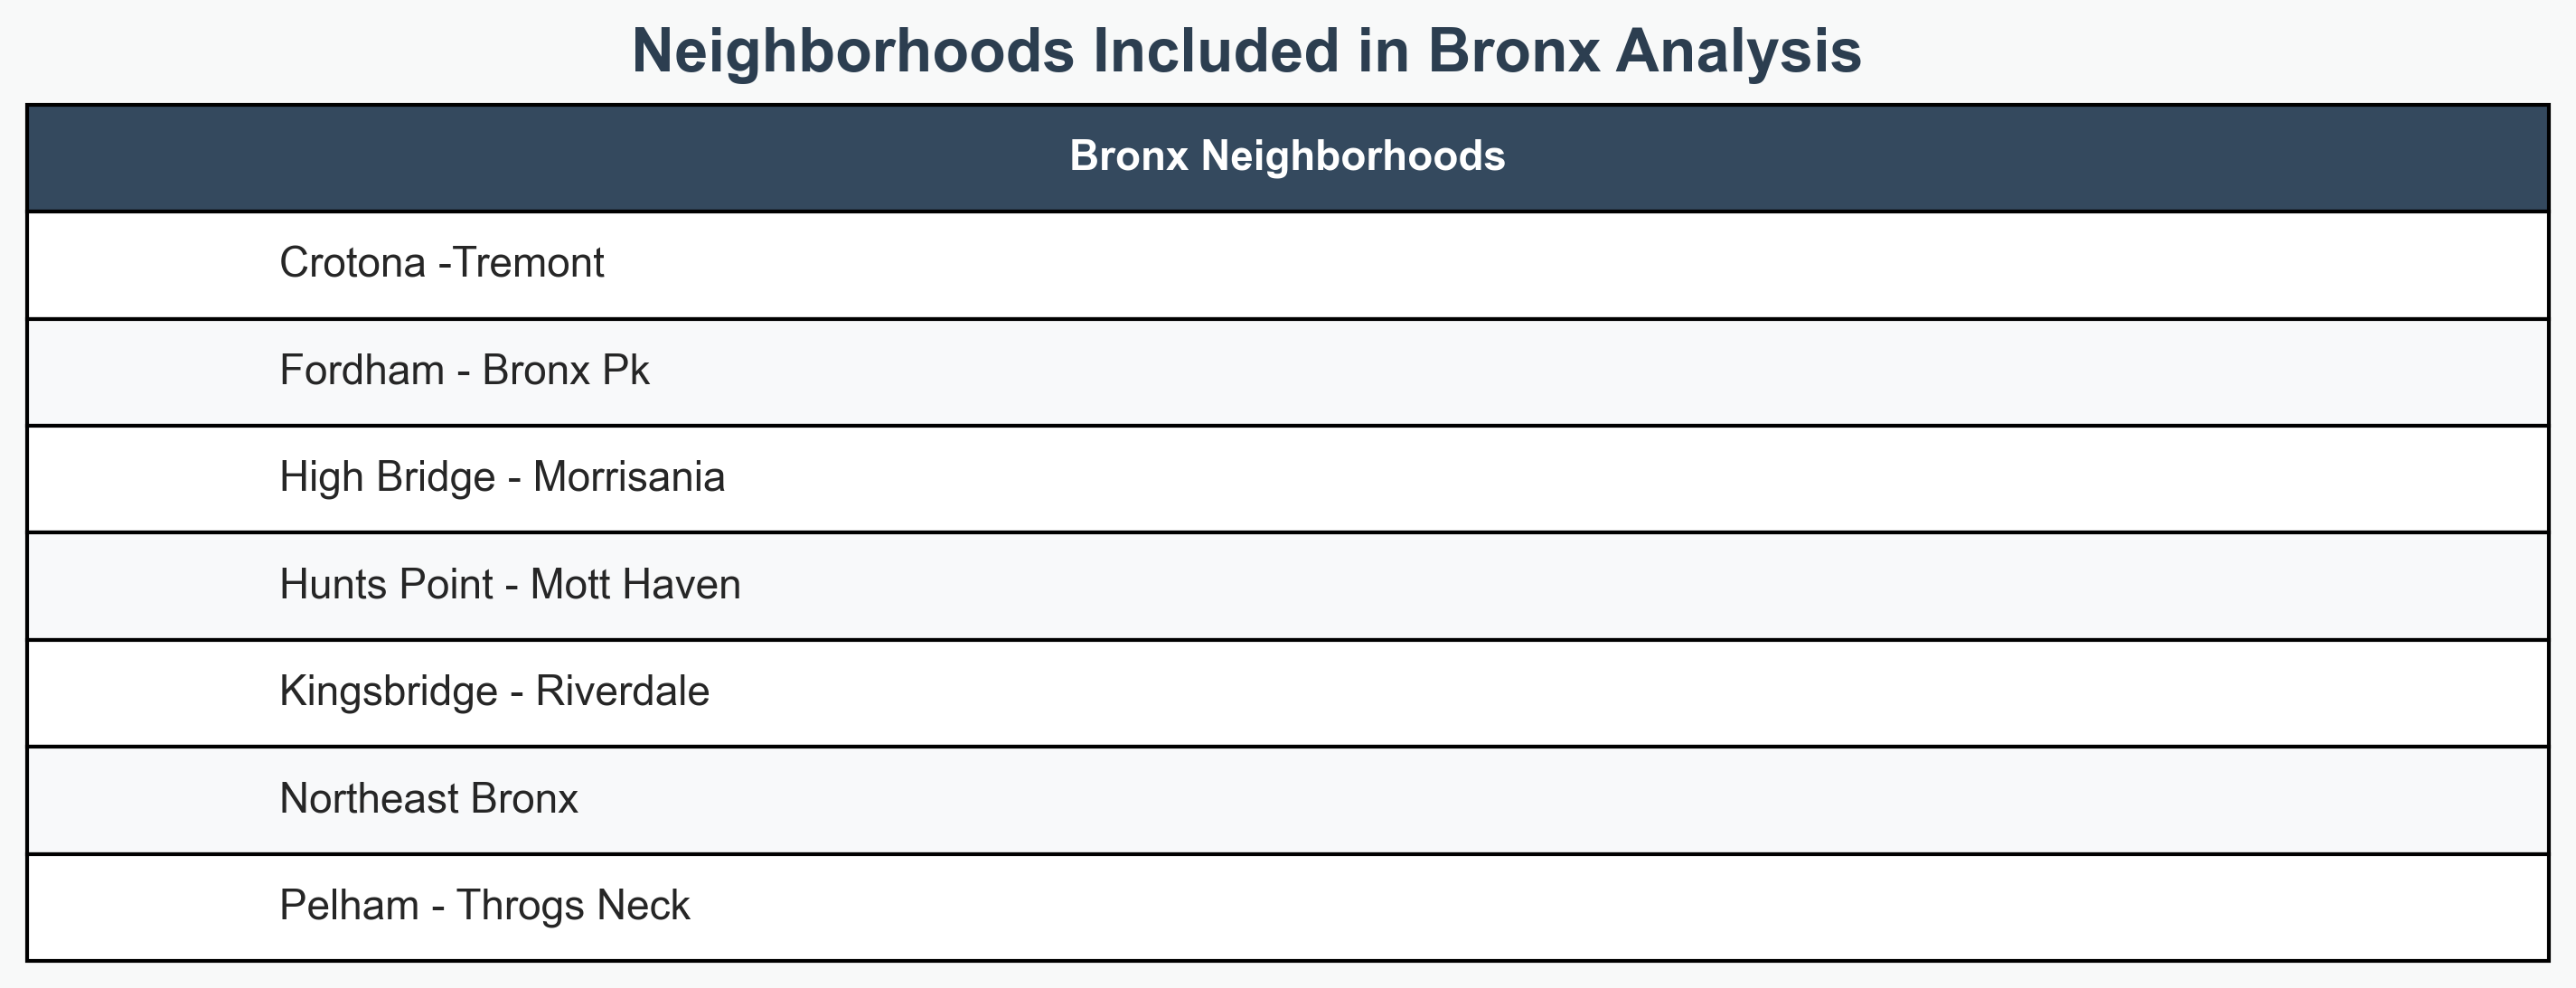 Neighborhoods Included in Bronx Analysis
Bronx Neighborhoods
Crotona -Tremont
Fordham - Bronx Pk
High Bridge - Morrisania
Hunts Point - Mott Haven
Kingsbridge - Riverdale
Northeast Bronx
Pelham - Throgs Neck